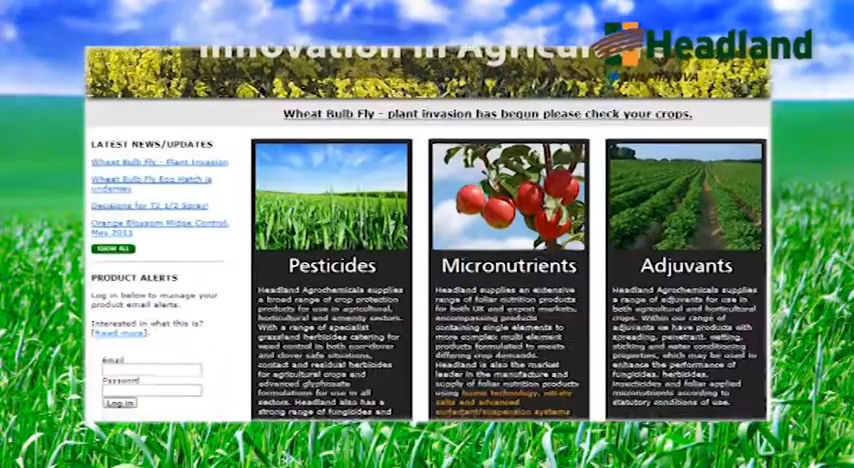 Innovation in Agricul
Headland
Wheat Bulb Fly - plant invasion has begun please check your crops.
LATEST NEWS/UPDATES
Wheat Bulb Fly - Plant Invasion
Wheat Bulb Fly Egg Hatch is
underway
Decisions for T2 1/2 Spray!
Orange Blossom Midge Control,
May 2011
SHOW ALL
PRODUCT ALERTS
Log in below to manage your
product email alerts.
Interested in what this is?
[Read more].
Email
Password
Log In
Pesticides
Headland Agrochemicals supplies
a broad range of crop protection
products for use in agricultural,
horticultural and amenity sectors.
With a range of specialist
grassland herbicides catering for
weed control in both non-clover
and clover safe situations,
contact and residual herbicides
for agricultural crops and
advanced glyphosate
formulations for use in all
sectors. Headland also has a
strong range of fungicides and
Micronutrients
Headland supplies an extensive
range of foliar nutrition products
for both UK and export markets,
encompassing products
containing single elements to
more complex multi element
products formulated to meet
differing crop demands.
Headland is also the market
leader in the manufacture and
supply of foliar nutrition products
using humic technology, nitrate
salts and advanced
surfactant/suspension systems
Adjuvants
Headland Agrochemicals supplies
a range of adjuvants for use in
both agricultural and horticultural
crops. Within our range of
adjuvants we have products with
spreading, penetrant, wetting,
sticking and water conditioning
properties, which may be used to
enhance the performance of
fungicides, herbicides,
insecticides and foliar applied
micronutrients according to
statutory conditions of use.